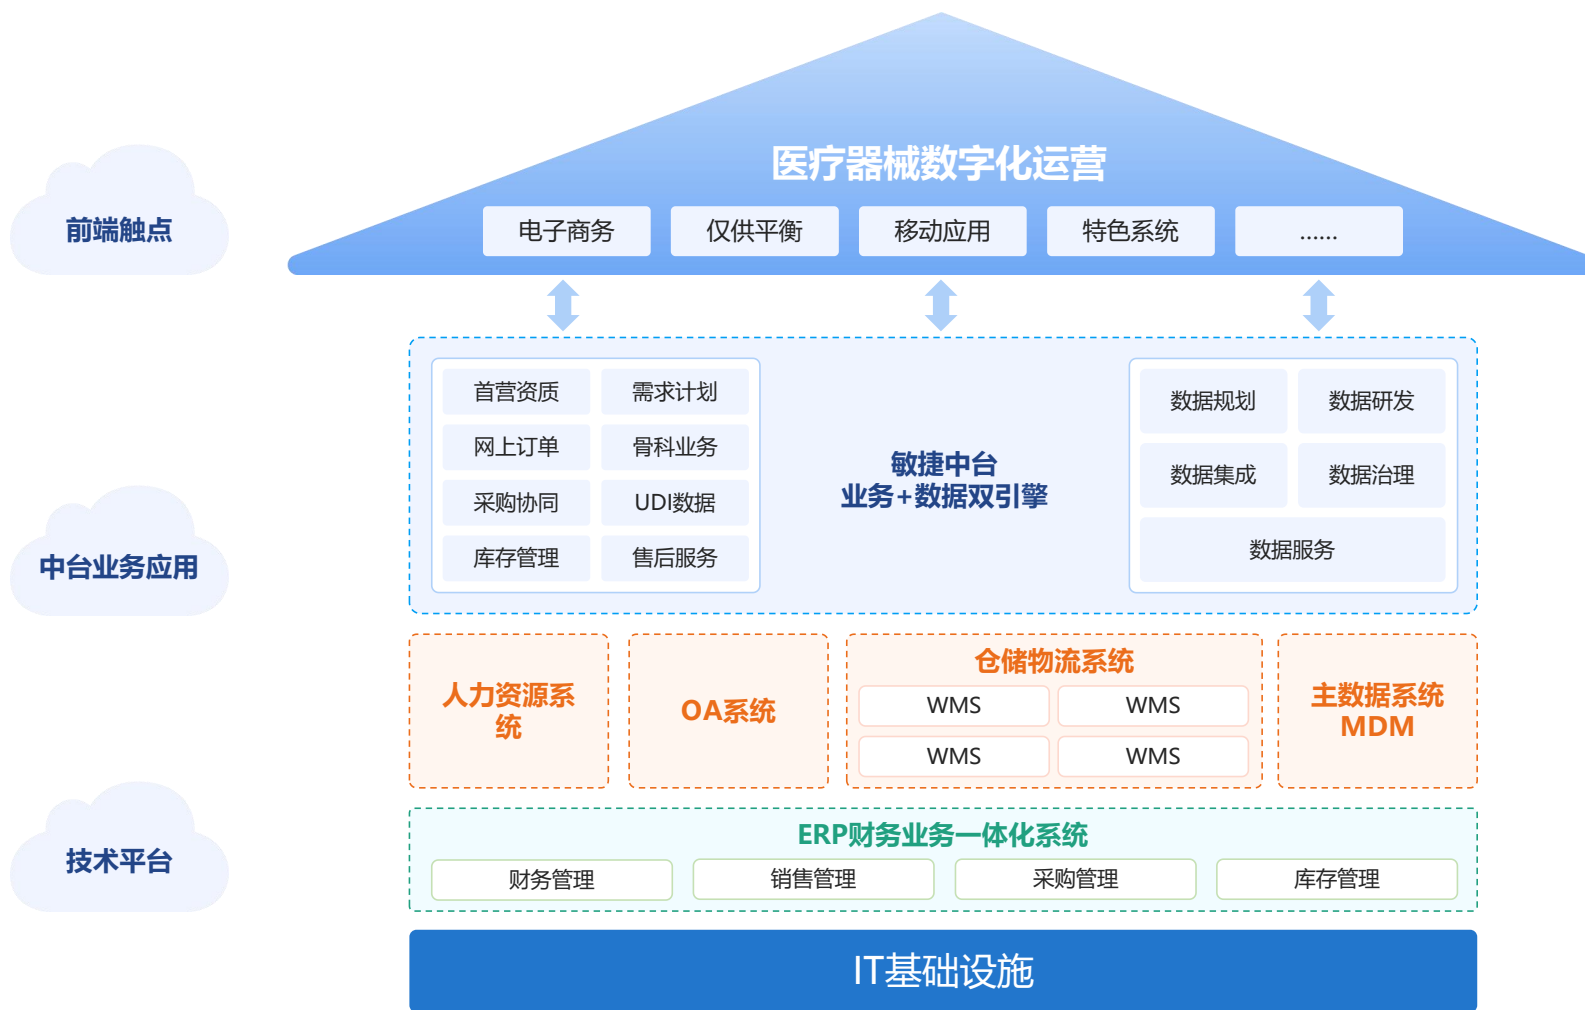 医疗器械数字化运营
前端触点
电子商务
仅供平衡
移动应用
特色系统
......
首营资质
需求计划
网上订单
骨科业务
采购协同
UDI数据
库存管理
售后服务
敏捷中台
业务+数据双引擎
数据规划
数据研发
数据集成
数据治理
数据服务
中台业务应用
人力资源系
统
OA系统
仓储物流系统
WMS
WMS
WMS
WMS
主数据系统
MDM
技术平台
ERP财务业务一体化系统
财务管理
销售管理
采购管理
库存管理
IT基础设施